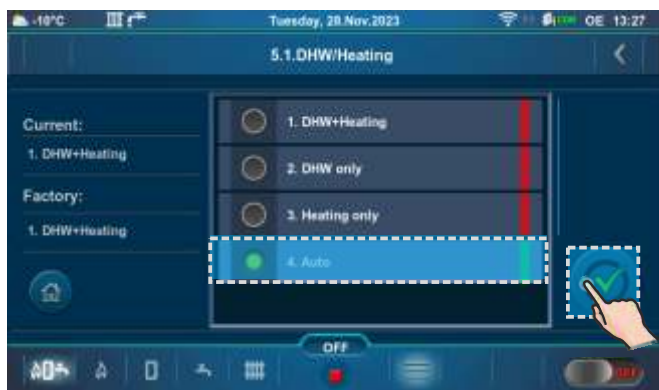 -10°C Tuesday, 28.Nov.2023 OE 13:27
5.1.DHW/Heating
Current:
1. DHW+Heating
Factory:
1. DHW+Heating
1. DHW+Heating
2. DHW only
3. Heating only
4. Auto
OFF
OFF